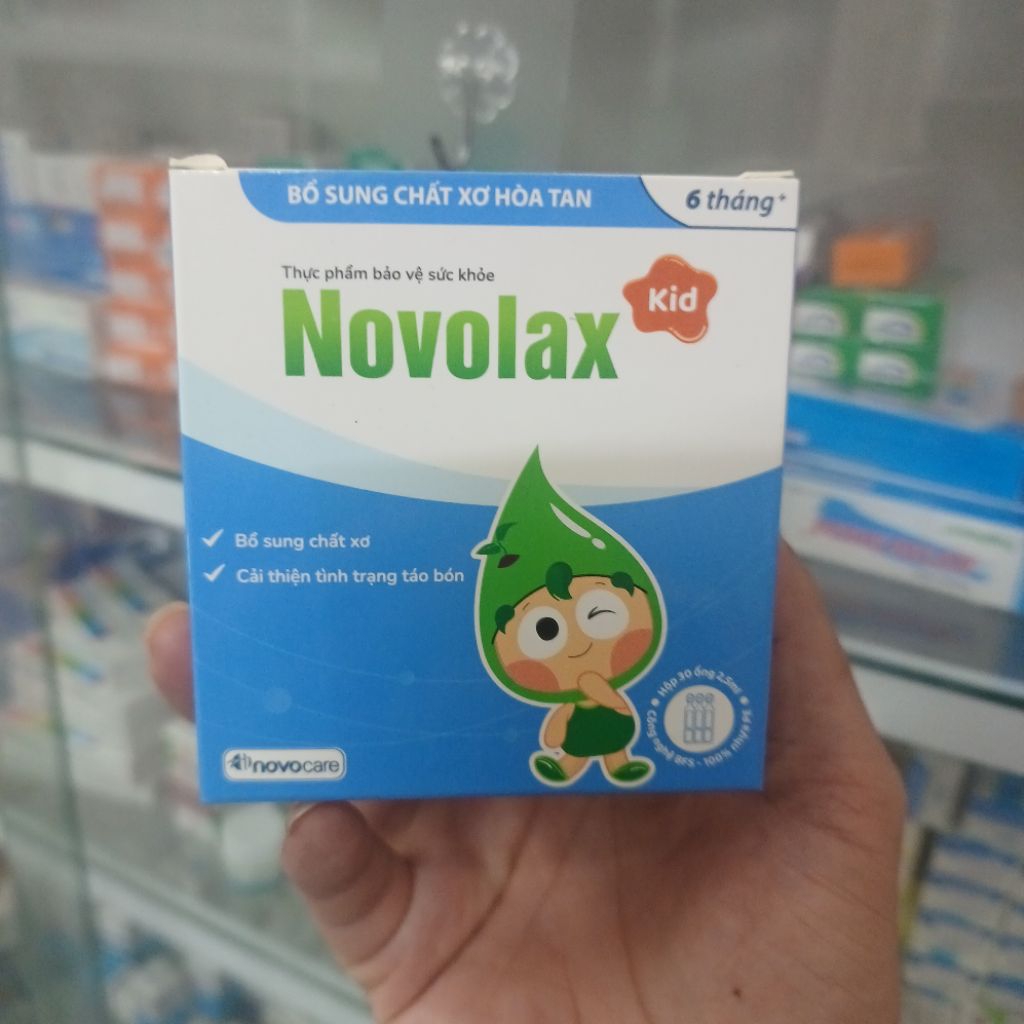 BỔ SUNG CHẤT XƠ HÒA TAN
6 tháng+
Thực phẩm bảo vệ sức khỏe
Novolax
Kid
Bổ sung chất xơ
Cải thiện tình trạng táo bón
Hộp 30 ống 2,5ml
Công nghệ BFS - 100% nhựa PE
novocare